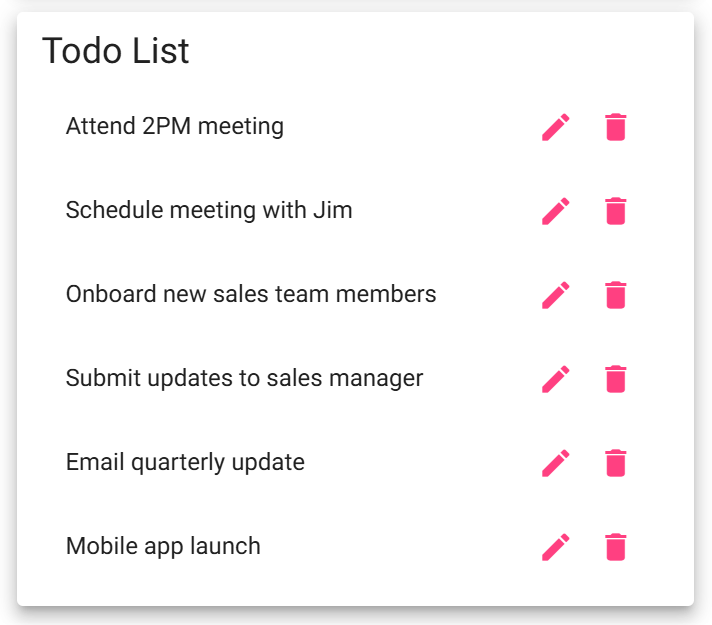 Todo List
Attend 2PM meeting
Schedule meeting with Jim
Onboard new sales team members
Submit updates to sales manager
Email quarterly update
Mobile app launch